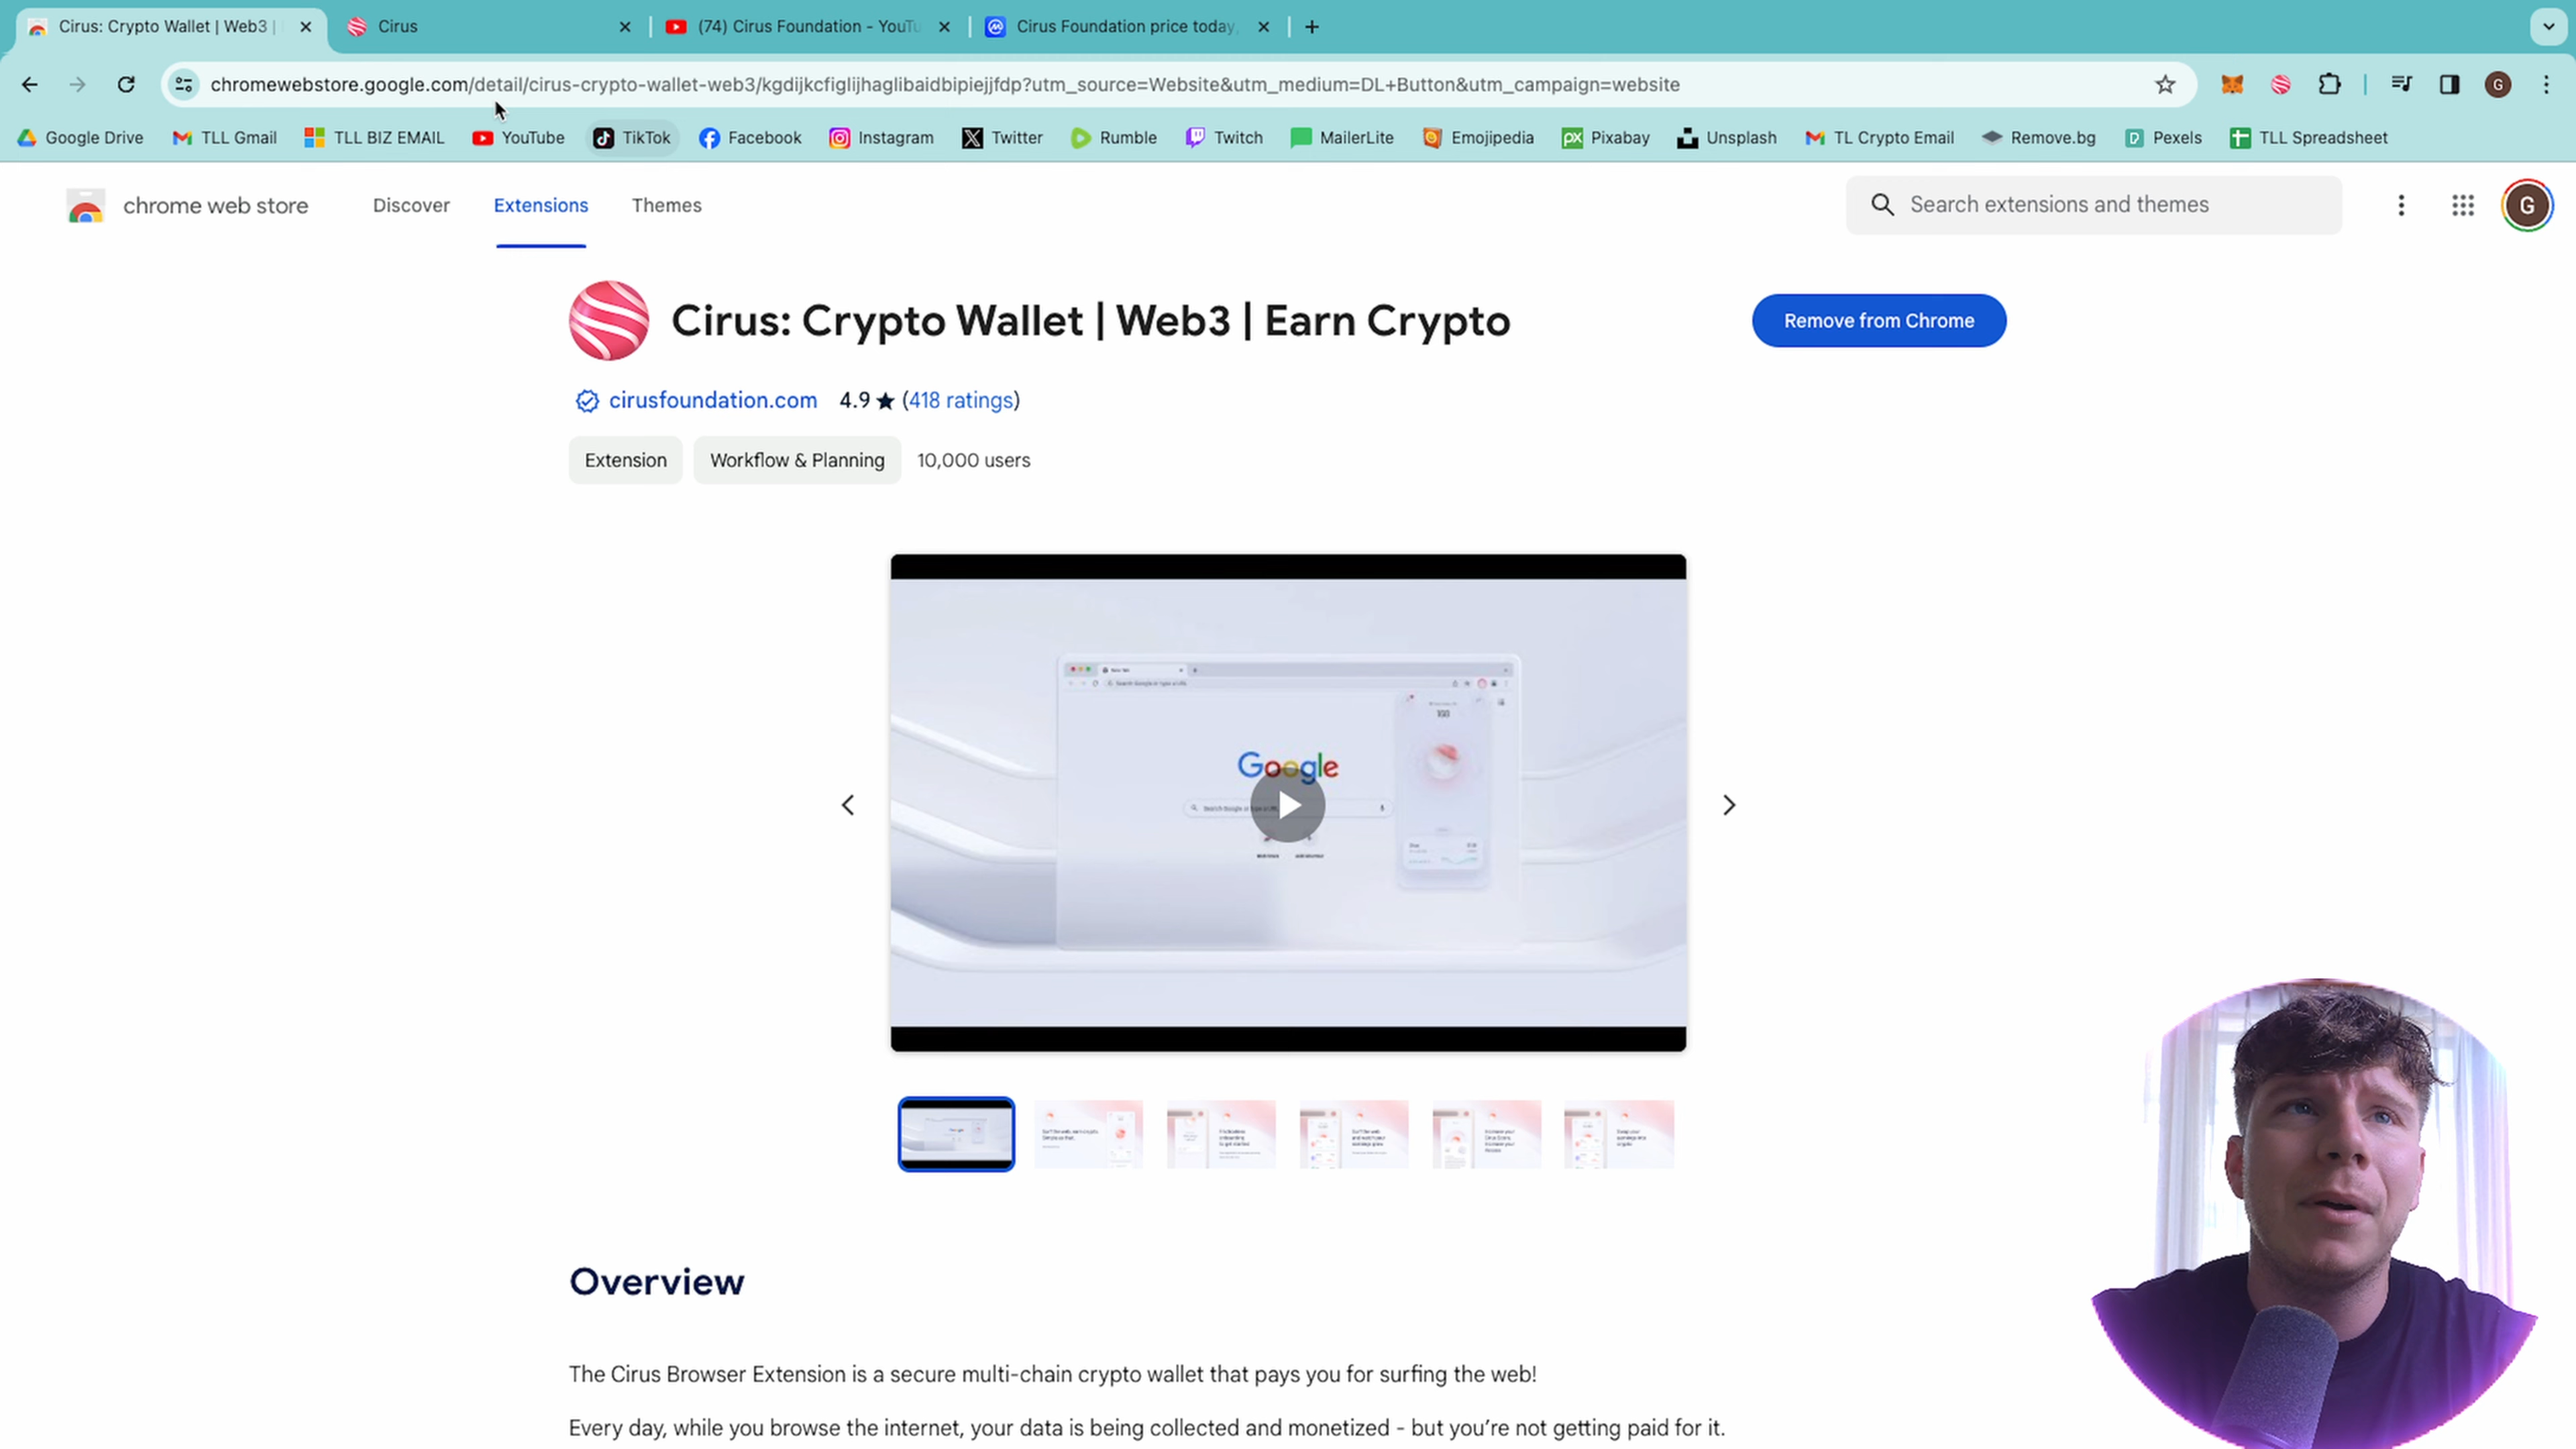 Cirus: Crypto Wallet | Web3 |
Cirus
(74) Cirus Foundation - YouTu
Cirus Foundation price today,
chromewebstore.google.com/detail/cirus-crypto-wallet-web3/kgdijkcfiglijhaglibaidbipiejjfdp?utm_source=Website&utm_medium=DL+Button&utm_campaign=website
G
Google Drive
TLL Gmail
TLL BIZ EMAIL
YouTube
TikTok
Facebook
Instagram
Twitter
Rumble
Twitch
MailerLite
Emojipedia
Pixabay
Unsplash
TL Crypto Email
Remove.bg
Pexels
TLL Spreadsheet
chrome web store
Discover
Extensions
Themes
Search extensions and themes
G
Cirus: Crypto Wallet | Web3 | Earn Crypto
Remove from Chrome
cirusfoundation.com 4.9 ★ (418 ratings)
Extension
Workflow & Planning
10,000 users
Google
Overview
The Cirus Browser Extension is a secure multi-chain crypto wallet that pays you for surfing the web!
Every day, while you browse the internet, your data is being collected and monetized - but you’re not getting paid for it.